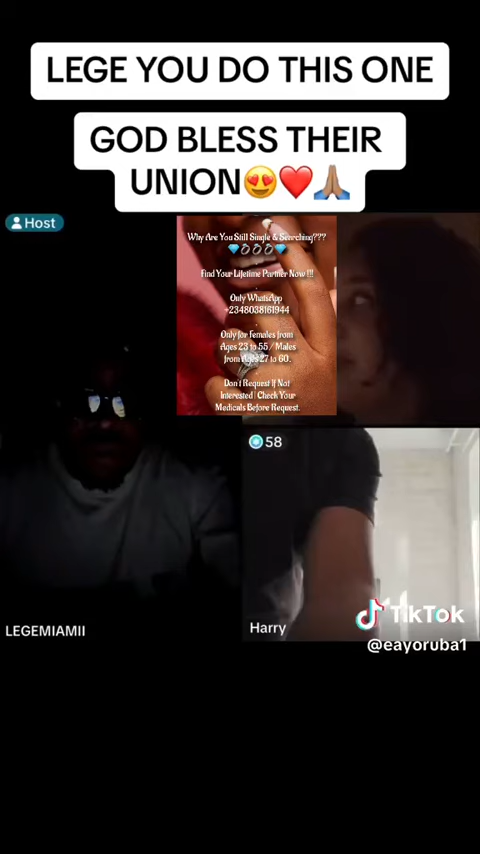 LEGE YOU DO THIS ONE
GOD BLESS THEIR
UNION😍❤️🙏🏽
Host
Why Are You Still Single & Searching???
💎💍💍💍💎
Find Your Lifetime Partner Now !!!
.
Only WhatsApp
+2348038161944
.
Only for Females from
Ages 23 to 55 / Males
from Ages 27 to 60.
.
Don't Request If Not
Interested | Check Your
Medicals Before Request.
58
LEGEMIAMII
Harry
TikTok
@eayoruba1